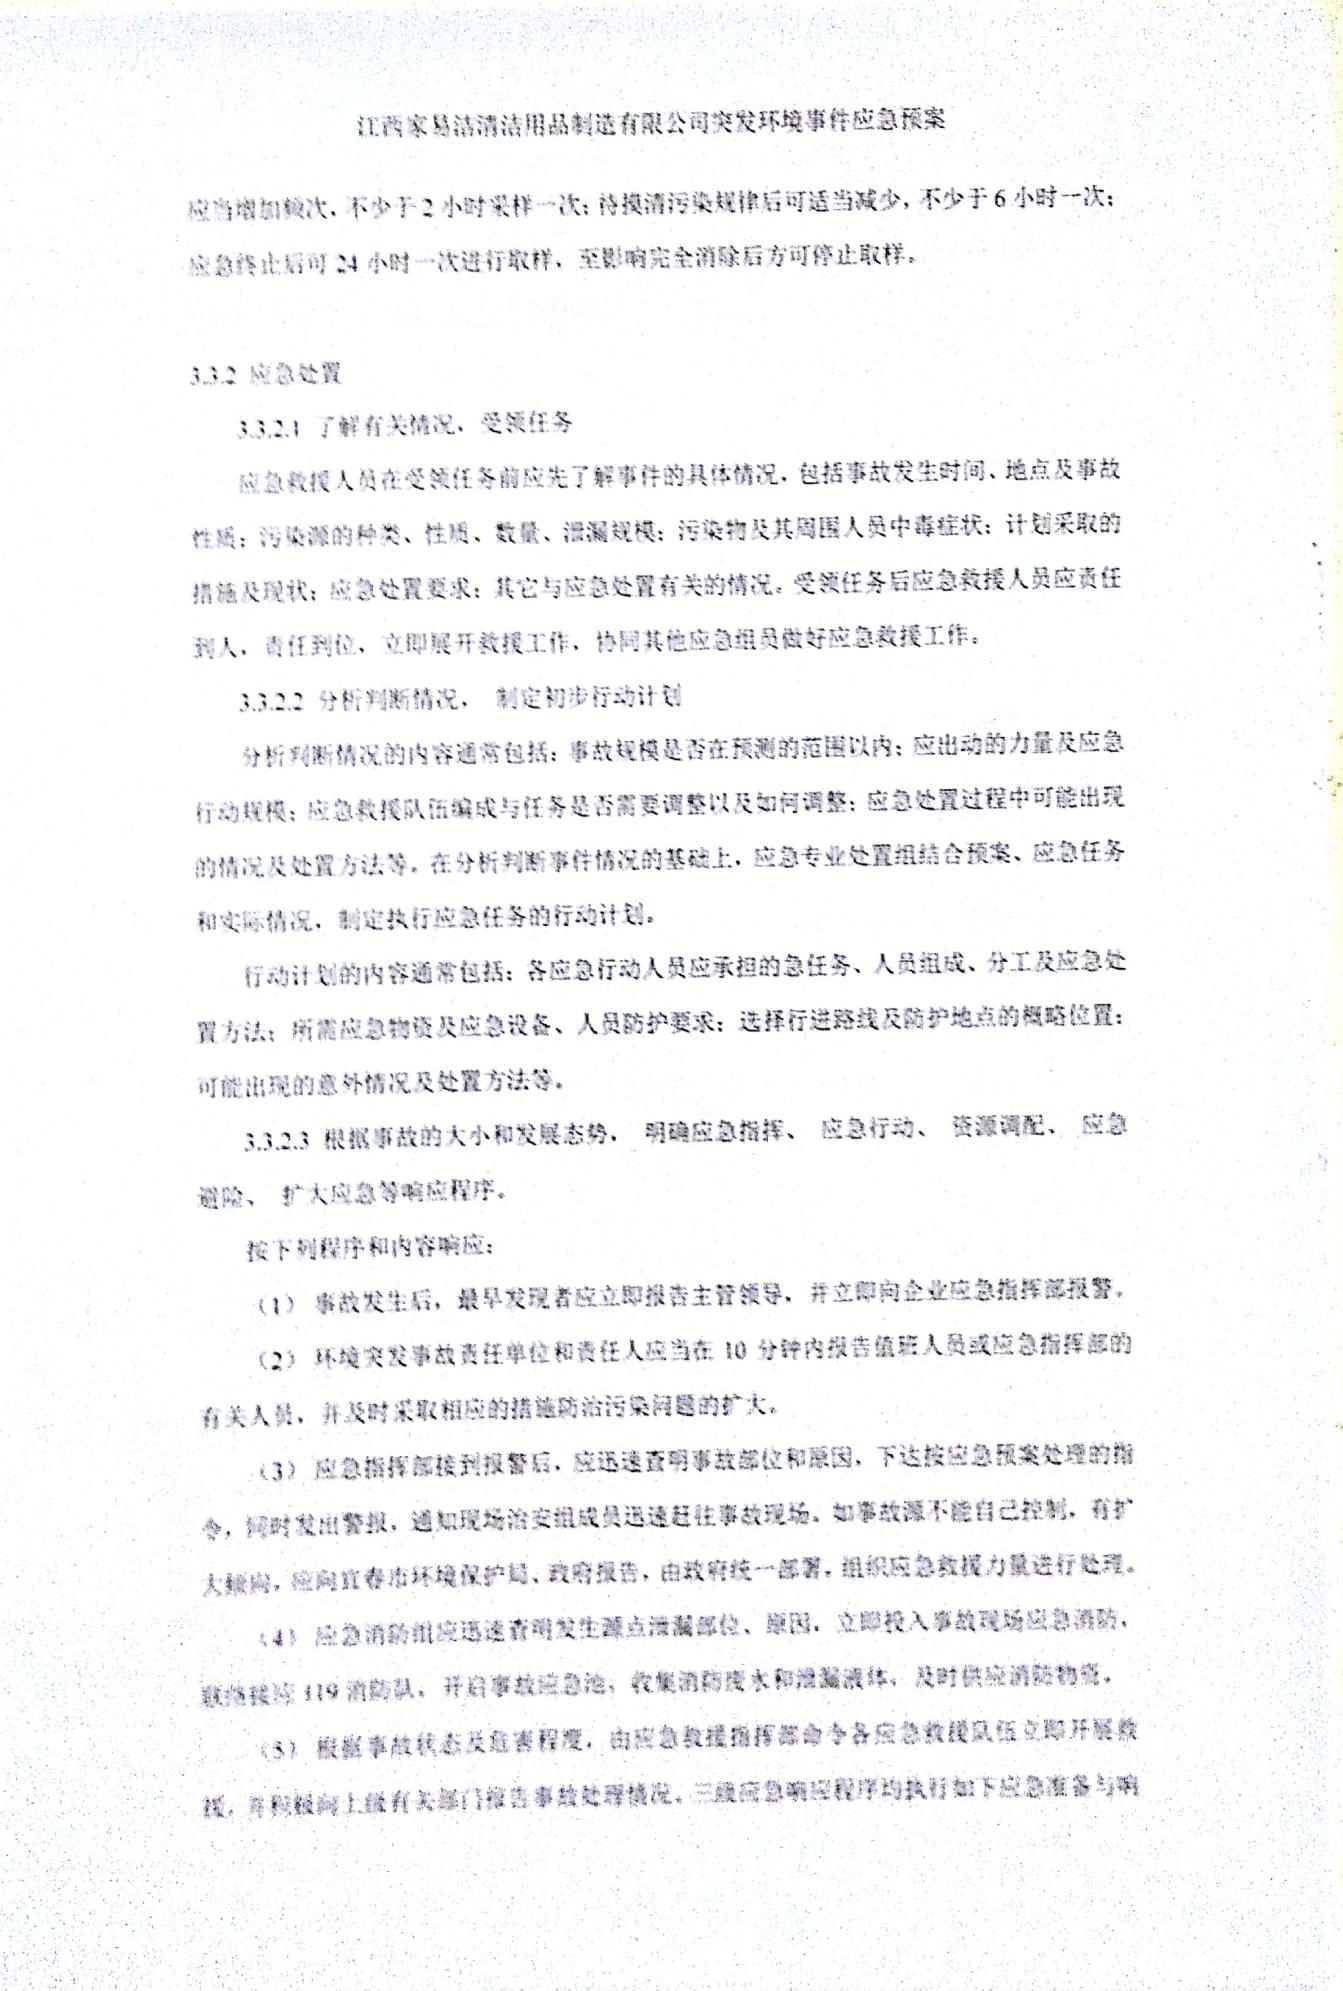 江西家易洁清洁用品制造有限公司突发环境事件应急预案
应当增加频次，不少于2小时采样一次；待摸清污染规律后可适当减少，不少于6小时一次；
应急终止后可24小时一次进行取样，至影响完全消除后方可停止取样。
3.3.2 应急处置
3.3.2.1 了解有关情况，受领任务
应急救援人员在受领任务前应先了解事件的具体情况，包括事故发生时间、地点及事故
性质；污染源的种类、性质、数量、泄漏规模；污染物及其周围人员中毒症状；计划采取的
措施及现状；应急处置要求；其它与应急处置有关的情况。受领任务后应急救援人员应责任
到人，责任到位，立即展开救援工作，协同其他应急组员做好应急救援工作。
3.3.2.2 分析判断情况， 制定初步行动计划
分析判断情况的内容通常包括：事故规模是否在预测的范围以内；应出动的力量及应急
行动规模；应急救援队伍编成与任务是否需要调整以及如何调整；应急处置过程中可能出现
的情况及处置方法等。在分析判断事件情况的基础上，应急专业处置组结合预案、应急任务
和实际情况，制定执行应急任务的行动计划。
行动计划的内容通常包括：各应急行动人员应承担的急任务、人员组成、分工及应急处
置方法；所需应急物资及应急设备、人员防护要求；选择行进路线及防护地点的概略位置；
可能出现的意外情况及处置方法等。
3.3.2.3 根据事故的大小和发展态势， 明确应急指挥、 应急行动、 资源调配、 应急
避险、 扩大应急等响应程序。
按下列程序和内容响应：
（1） 事故发生后，最早发现者应立即报告主管领导，并立即向企业应急指挥部报警。
（2） 环境突发事故责任单位和责任人应当在 10 分钟内报告值班人员或应急指挥部的
有关人员，并及时采取相应的措施防治污染问题的扩大。
（3） 应急指挥部接到报警后，应迅速查明事故部位和原因，下达按应急预案处理的指
令，同时发出警报，通知现场治安组成员迅速赶往事故现场。如事故源不能自己控制，有扩
大倾向，应向宜春市环境保护局、政府报告，由政府统一部署，组织应急救援力量进行处理。
（4） 应急消防组应迅速查明发生源点泄漏部位、原因，立即投入事故现场应急消防，
联络接应 119 消防队，开启事故应急池，收集消防废水和泄漏液体，及时供应消防物资。
（5） 根据事故状态及危害程度，由应急救援指挥部命令各应急救援队伍立即开展救
援，并积极向上级有关部门报告事故处理情况。三级应急响应程序均执行如下应急准备与响